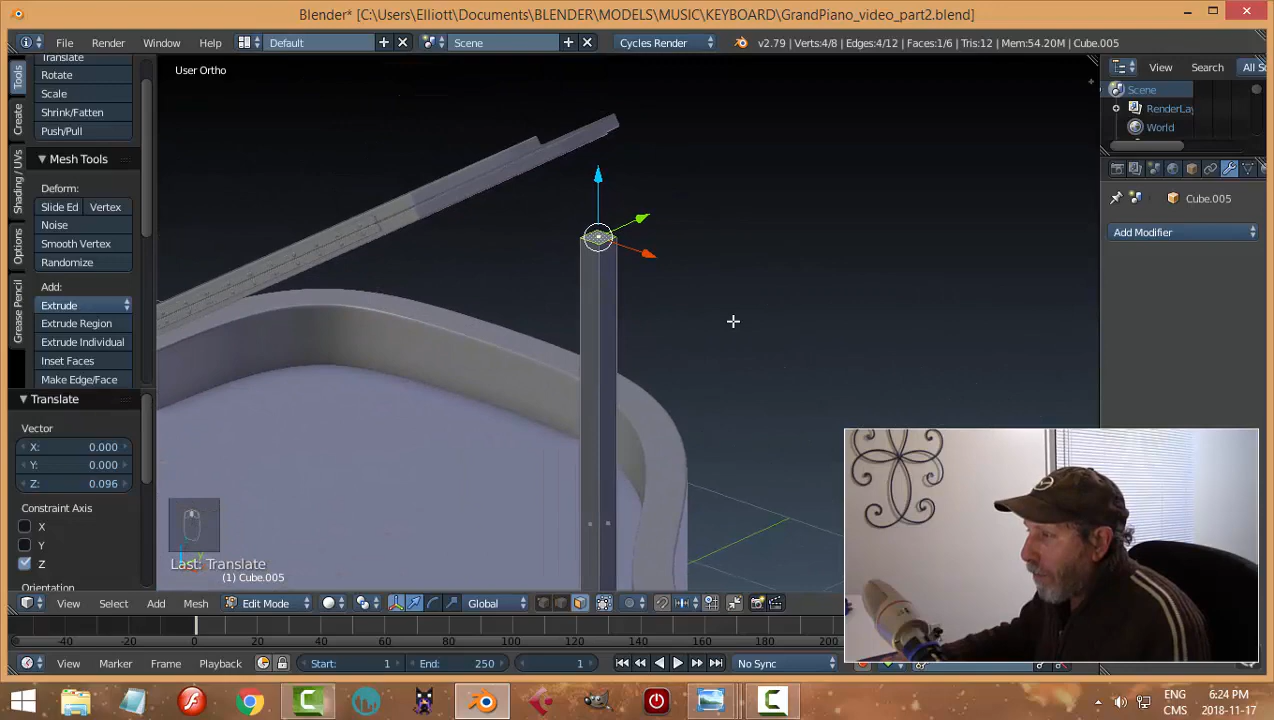 Blender* [C:\Users\Elliott\Documents\BLENDER\MODELS\MUSIC\KEYBOARD\GrandPiano_video_part2.blend]
File Render Window Help Default Scene Cycles Render v2.79 | Verts:4/8 | Edges:4/12 | Faces:1/6 | Tris:12 | Mem:54.20M | Cube.005
Translate
Rotate
Scale
Shrink/Fatten
Push/Pull
Mesh Tools
Deform:
Slide Ed Vertex
Noise
Smooth Vertex
Randomize
Add:
Extrude
Extrude Region
Extrude Individual
Inset Faces
Make Edge/Face
Translate
Vector
X: 0.000
Y: 0.000
Z: 0.096
Constraint Axis
X
Y
Z
Orientation
Tools
Create
Shading / UVs
Options
Grease Pencil
User Ortho
Last: Translate
(1) Cube.005
View Search All S
Scene
RenderLay
World
Cube.005
Add Modifier
View Select Add Mesh Edit Mode Global
-40 -20 0 20 40 60 80 100 120 140 160 180 200
View Marker Frame Playback Start: 1 End: 250 1 No Sync
ENG
CMS
6:24 PM
2018-11-17